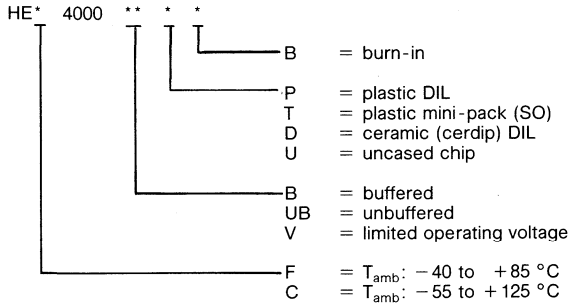 HE* 4000 ** * *
B = burn-in
P = plastic DIL
T = plastic mini-pack (SO)
D = ceramic (cerdip) DIL
U = uncased chip
B = buffered
UB = unbuffered
V = limited operating voltage
F = Tamb: −40 to +85 °C
C = Tamb: −55 to +125 °C